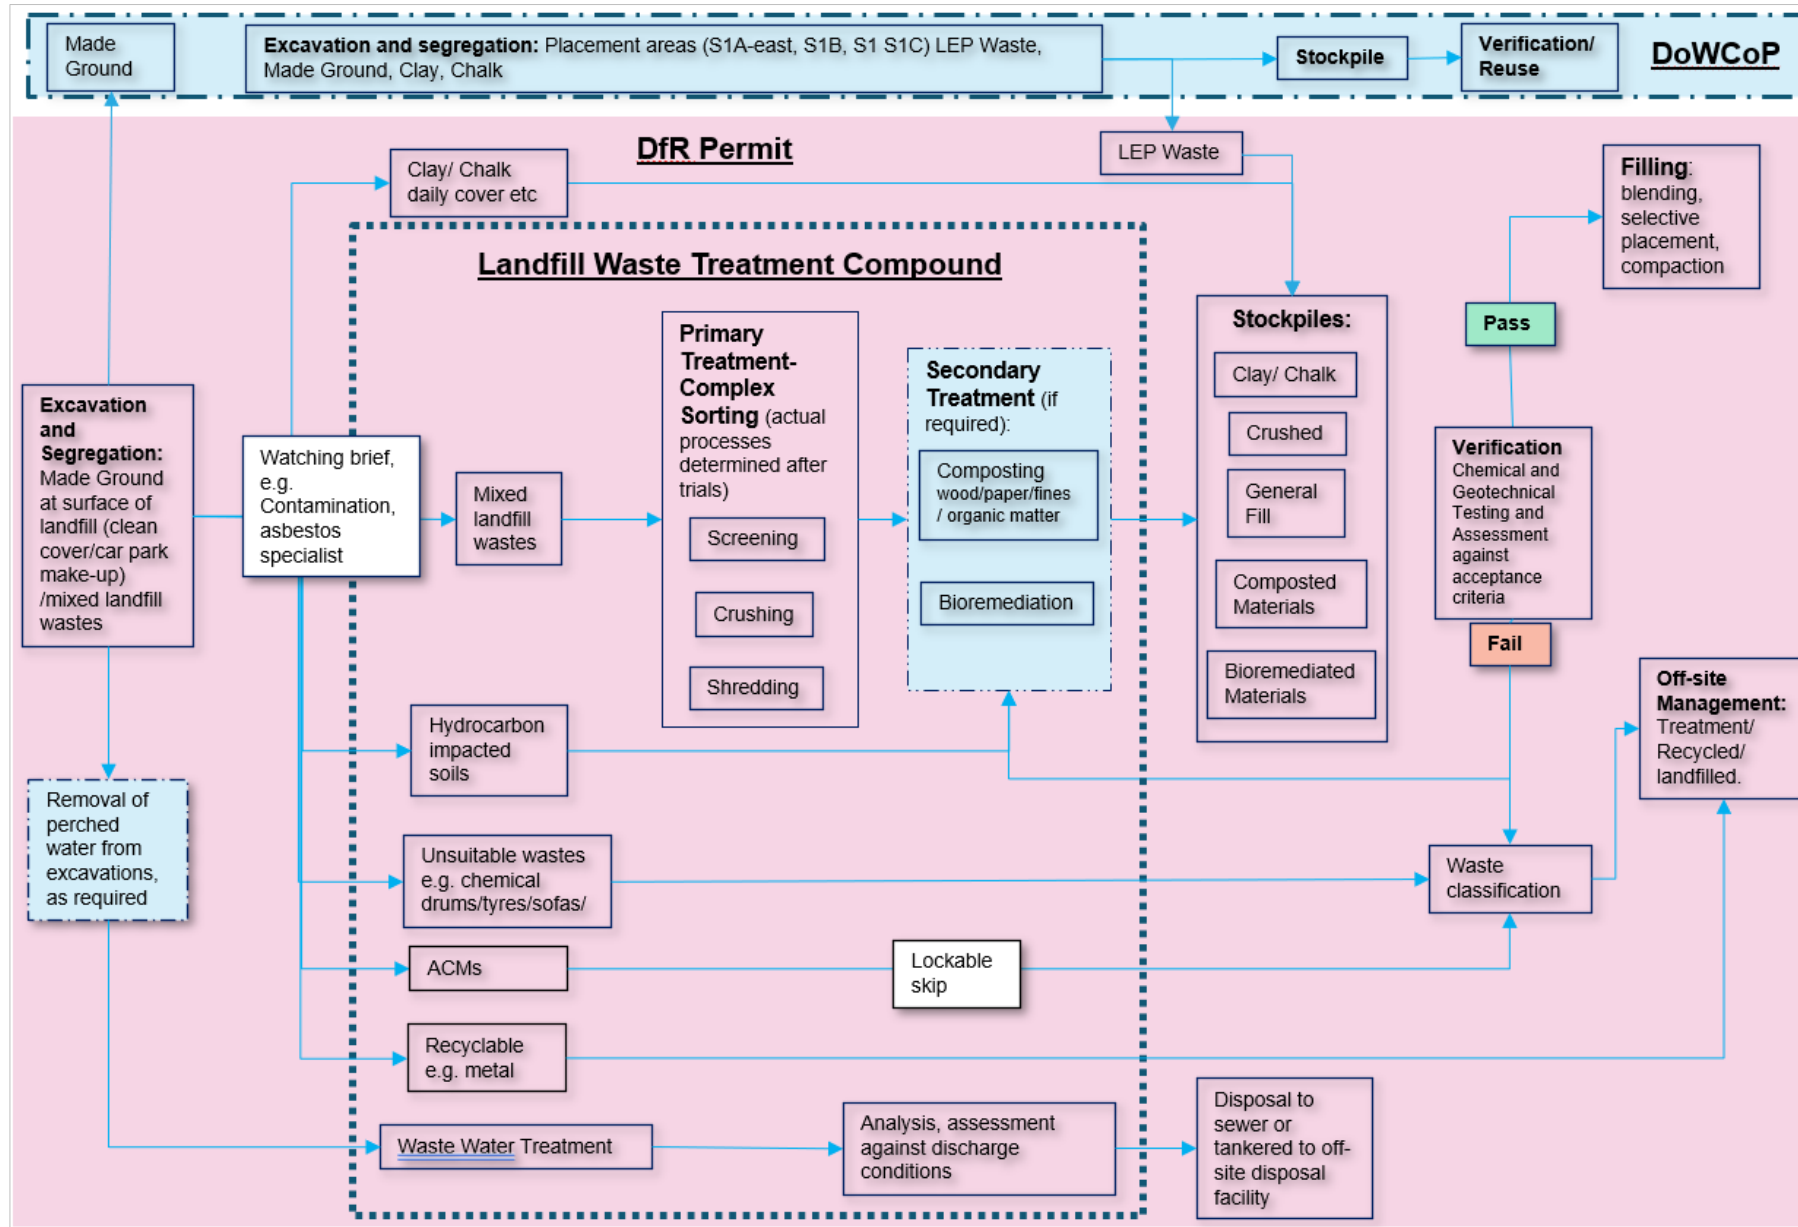 Made
Ground
Excavation and segregation: Placement areas (S1A-east, S1B, S1 S1C) LEP Waste,
Made Ground, Clay, Chalk
Stockpile
Verification/
Reuse
DoWCoP
DfR Permit
LEP Waste
Clay/ Chalk
daily cover etc
Filling:
blending,
selective
placement,
compaction
Landfill Waste Treatment Compound
Pass
Excavation
and
Segregation:
Made Ground
at surface of
landfill (clean
cover/car park
make-up)
/mixed landfill
wastes
Watching brief,
e.g.
Contamination,
asbestos
specialist
Mixed
landfill
wastes
Primary
Treatment-
Complex
Sorting (actual
processes
determined after
trials)
Screening
Crushing
Shredding
Secondary
Treatment (if
required):
Composting
wood/paper/fines
/ organic matter
Bioremediation
Stockpiles:
Clay/ Chalk
Crushed
General
Fill
Composted
Materials
Bioremediated
Materials
Verification
Chemical and
Geotechnical
Testing and
Assessment
against
acceptance
criteria
Fail
Off-site
Management:
Treatment/
Recycled/
landfilled.
Hydrocarbon
impacted
soils
Removal of
perched
water from
excavations,
as required
Unsuitable wastes
e.g. chemical
drums/tyres/sofas/
Waste
classification
ACMs
Lockable
skip
Recyclable
e.g. metal
Waste Water Treatment
Analysis, assessment
against discharge
conditions
Disposal to
sewer or
tankered to off-
site disposal
facility